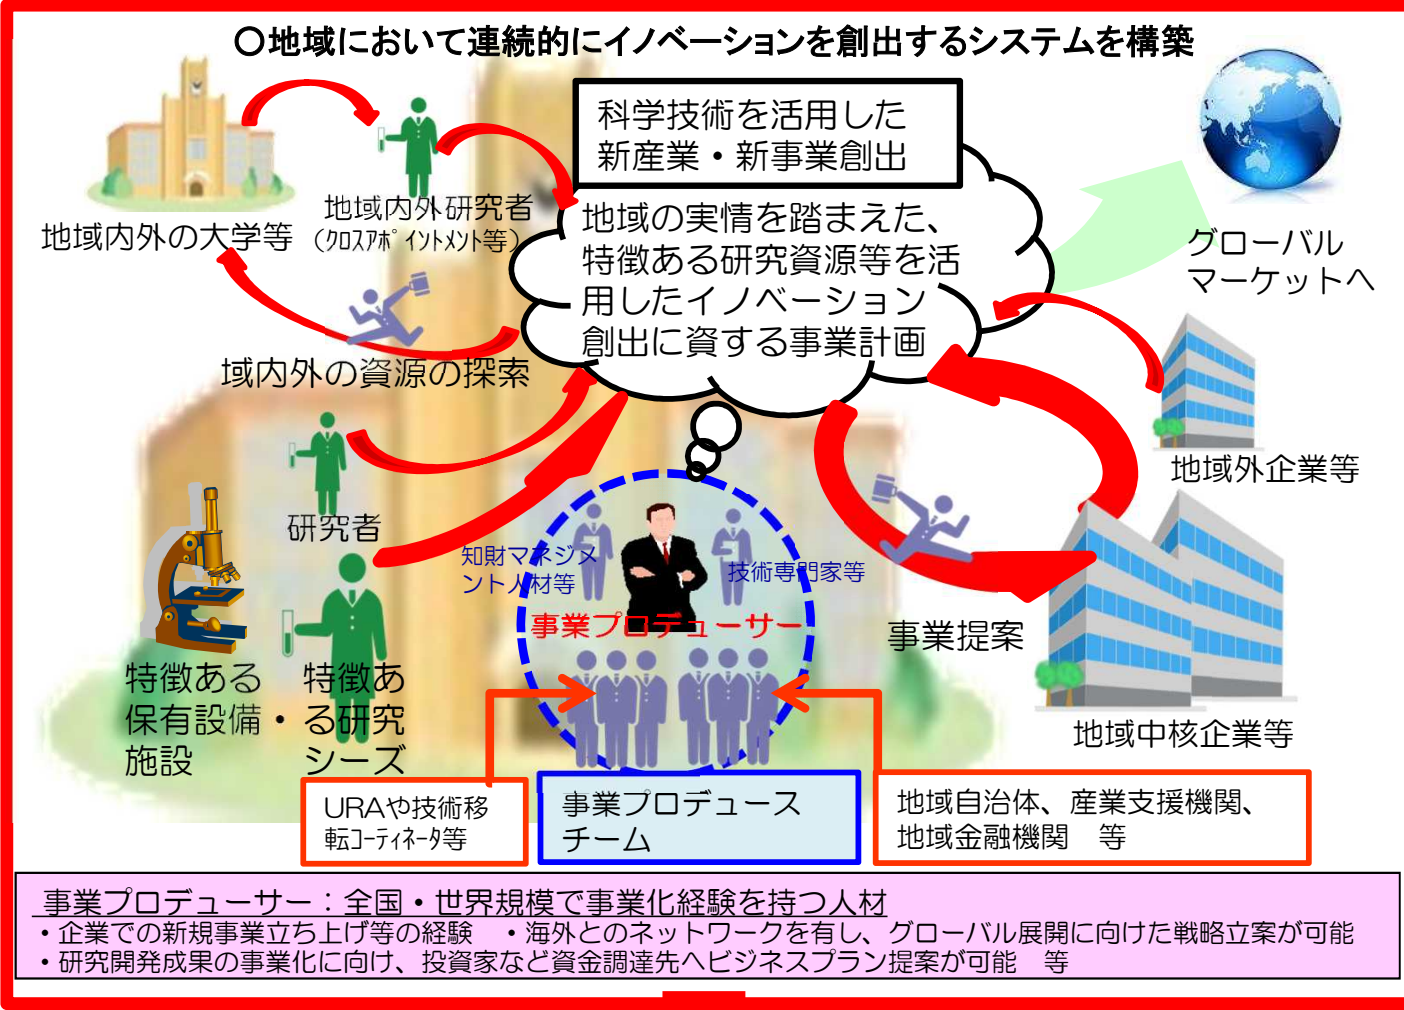 〇地域において連続的にイノベーションを創出するシステムを構築
科学技術を活用した
新産業・新事業創出
地域内外の大学等
地域内外研究者
（クロスアポイントメント等）
地域の実情を踏まえた、
特徴ある研究資源等を活
用したイノベーション
創出に資する事業計画
グローバル
マーケットへ
域内外の資源の探索
地域外企業等
研究者
知財マネジメ
ント人材等
技術専門家等
事業プロデューサー
事業提案
特徴ある
保有設備・
施設
特徴あ
る研究
シーズ
地域中核企業等
URAや技術移
転コーディネータ等
事業プロデュース
チーム
地域自治体、産業支援機関、
地域金融機関　等
事業プロデューサー：全国・世界規模で事業化経験を持つ人材
・企業での新規事業立ち上げ等の経験　・海外とのネットワークを有し、グローバル展開に向けた戦略立案が可能
・研究開発成果の事業化に向け、投資家など資金調達先へビジネスプラン提案が可能　等